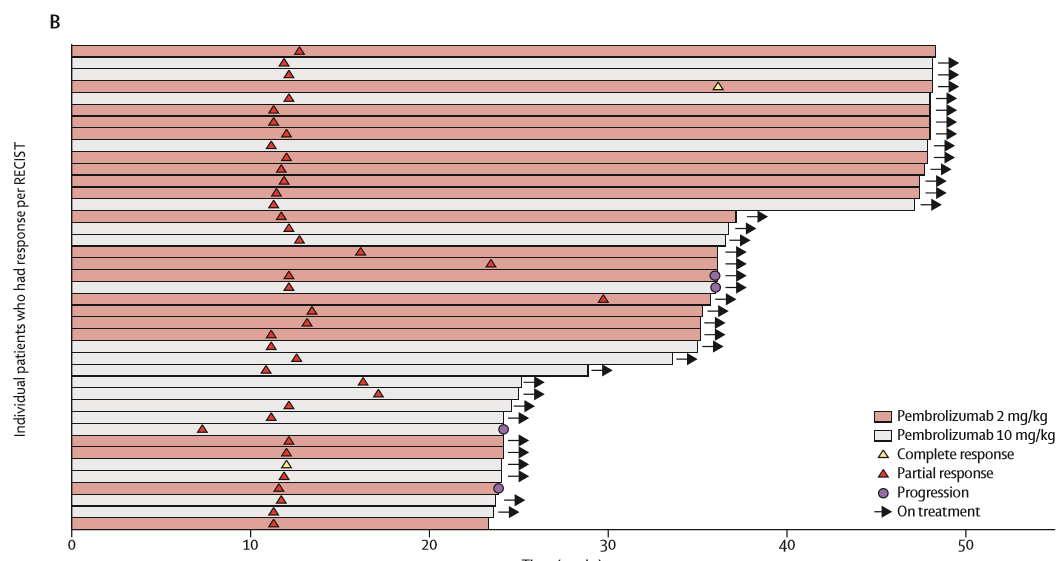 B
Individual patients who had response per RECIST
Pembrolizumab 2 mg/kg
Pembrolizumab 10 mg/kg
Complete response
Partial response
Progression
On treatment
0 10 20 30 40 50